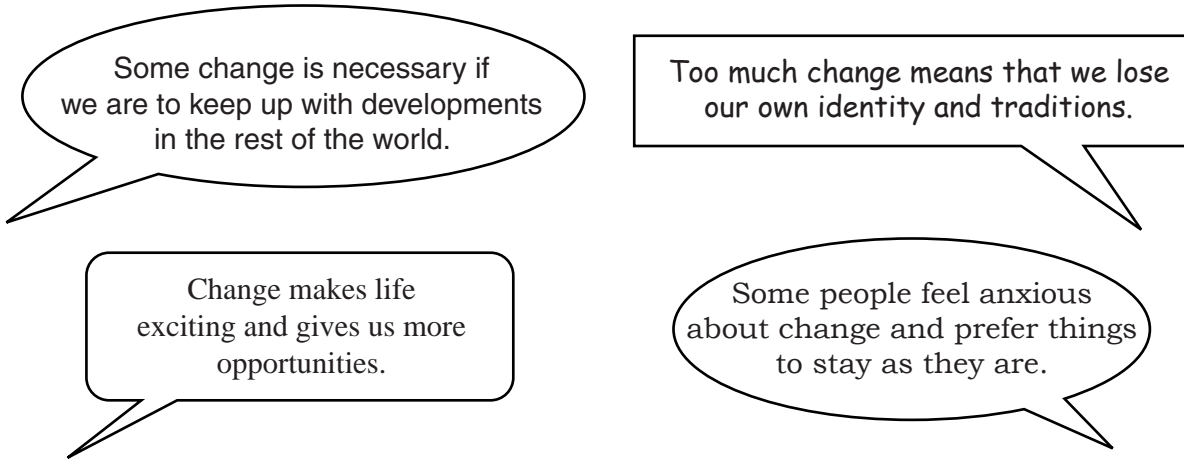 Some change is necessary if
we are to keep up with developments
in the rest of the world.
Too much change means that we lose
our own identity and traditions.
Change makes life
exciting and gives us more
opportunities.
Some people feel anxious
about change and prefer things
to stay as they are.